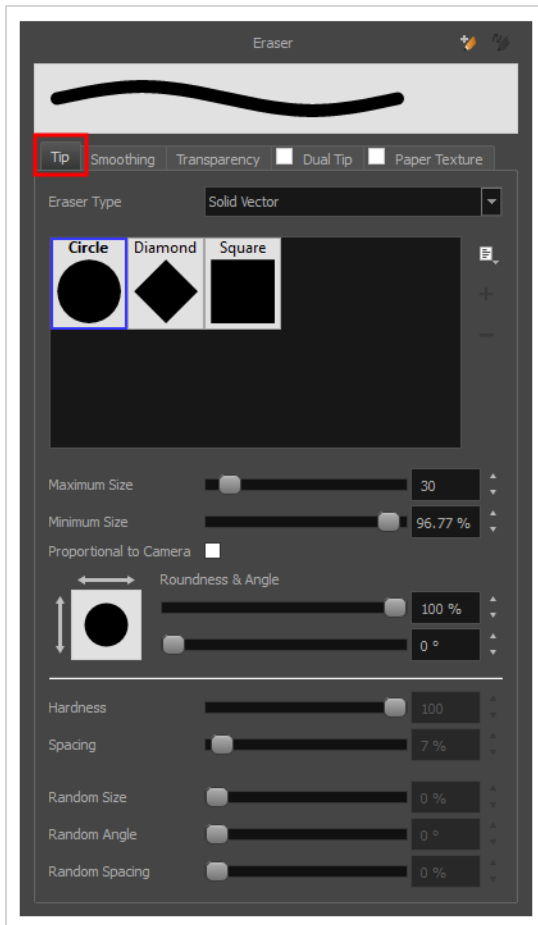 Eraser
Tip Smoothing Transparency Dual Tip Paper Texture
Eraser Type Solid Vector
Circle Diamond Square
Maximum Size 30
Minimum Size 96.77 %
Proportional to Camera
Roundness & Angle
100 %
0 °
Hardness 100
Spacing 7 %
Random Size 0 %
Random Angle 0 °
Random Spacing 0 %